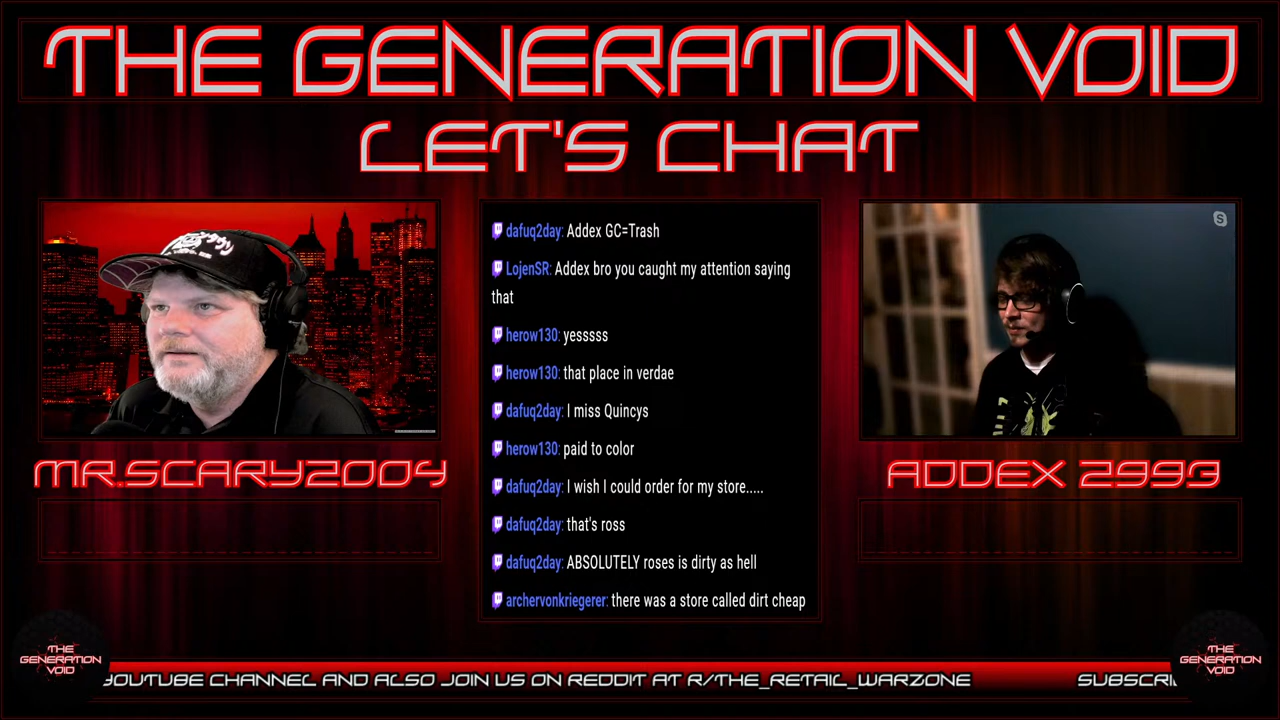 THE GENERATION VOID
LET'S CHAT
dafuq2day: Addex GC=Trash
LojenSR: Addex bro you caught my attention saying
that
herow130: yesssss
herow130: that place in verdae
dafuq2day: I miss Quincys
herow130: paid to color
dafuq2day: I wish I could order for my store.....
dafuq2day: that's ross
dafuq2day: ABSOLUTELY roses is dirty as hell
archervonkriegerer: there was a store called dirt cheap
MR.SCARY2004
ADDEX 2993
THE
GENERATION
VOID
YOUTUBE CHANNEL AND ALSO JOIN US ON REDDIT AT R/THE_RETAIL_WARZONE
SUBSCRI
THE
GENERATION
VOID